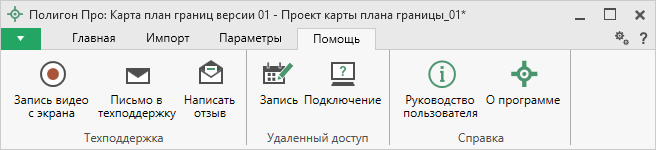 Полигон Про: Карта план границ версии 01 - Проект карты плана границы_01*
Главная Импорт Параметры Помощь
?
Запись видео с экрана
Письмо в техподдержку
Написать отзыв
Техподдержка
?
Запись Подключение
Удаленный доступ
Руководство пользователя
О программе
Справка